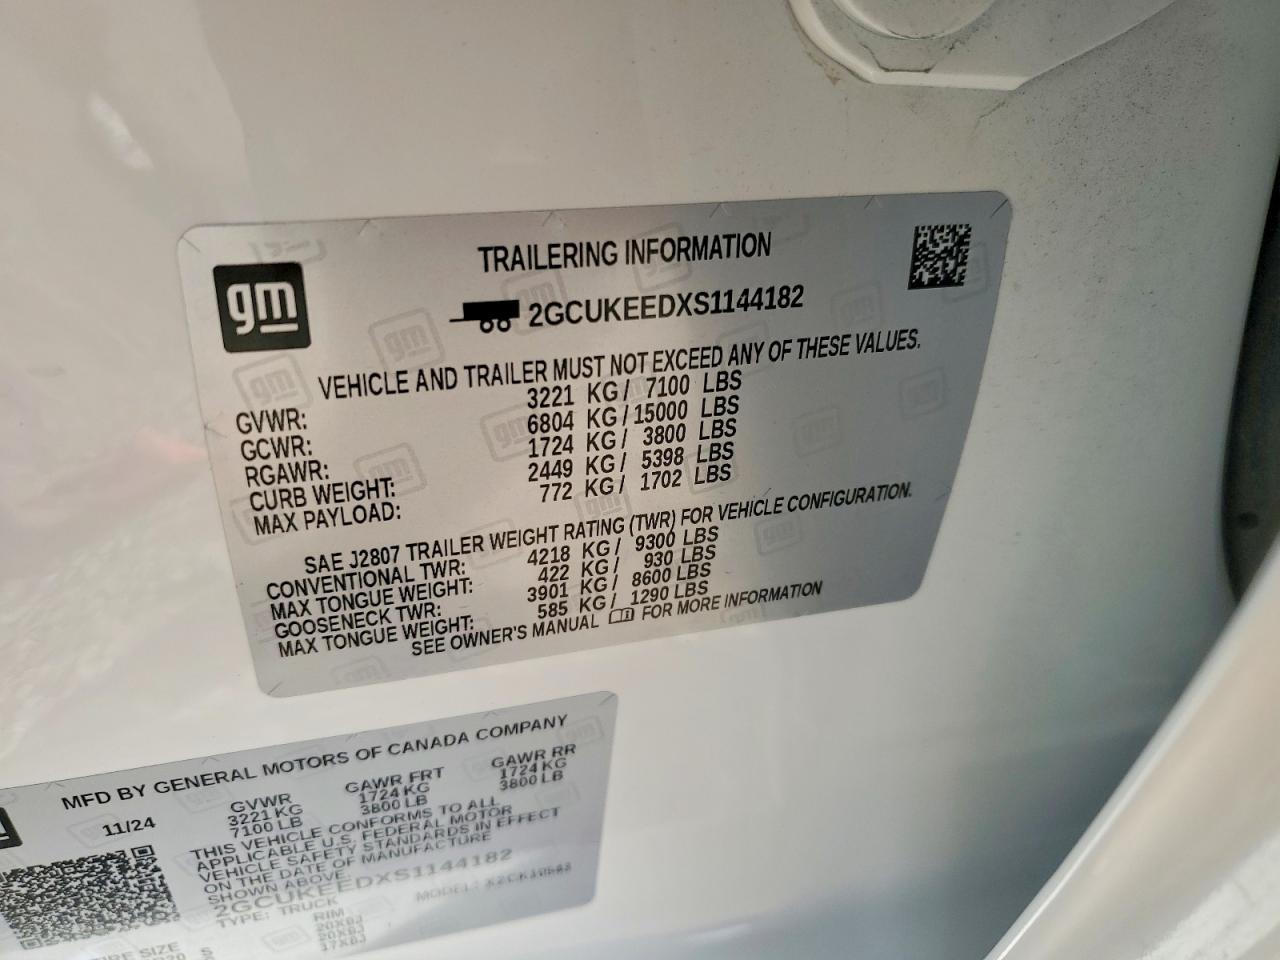 TRAILERING INFORMATION
gm
2GCUKEEDXS1144182
VEHICLE AND TRAILER MUST NOT EXCEED ANY OF THESE VALUES.
GVWR: 3221 KG/ 7100 LBS
GCWR: 6804 KG/15000 LBS
RGAWR: 1724 KG/ 3800 LBS
CURB WEIGHT: 2449 KG/ 5398 LBS
MAX PAYLOAD: 772 KG/ 1702 LBS
SAE J2807 TRAILER WEIGHT RATING (TWR) FOR VEHICLE CONFIGURATION.
CONVENTIONAL TWR: 4218 KG/ 9300 LBS
MAX TONGUE WEIGHT: 422 KG/ 930 LBS
GOOSENECK TWR: 3901 KG/ 8600 LBS
MAX TONGUE WEIGHT: 585 KG/ 1290 LBS
SEE OWNER'S MANUAL FOR MORE INFORMATION
MFD BY GENERAL MOTORS OF CANADA COMPANY
11/24 GVWR GAWR FRT GAWR RR
3221 KG 1724 KG 1724 KG
7100 LB 3800 LB 3800 LB
THIS VEHICLE CONFORMS TO ALL
APPLICABLE U.S. FEDERAL MOTOR
VEHICLE SAFETY STANDARDS IN EFFECT
ON THE DATE OF MANUFACTURE
SHOWN ABOVE.
2GCUKEEDXS1144182
TYPE: TRUCK MODEL:
SIZE RIM
20X8J
20X8J
17X8J